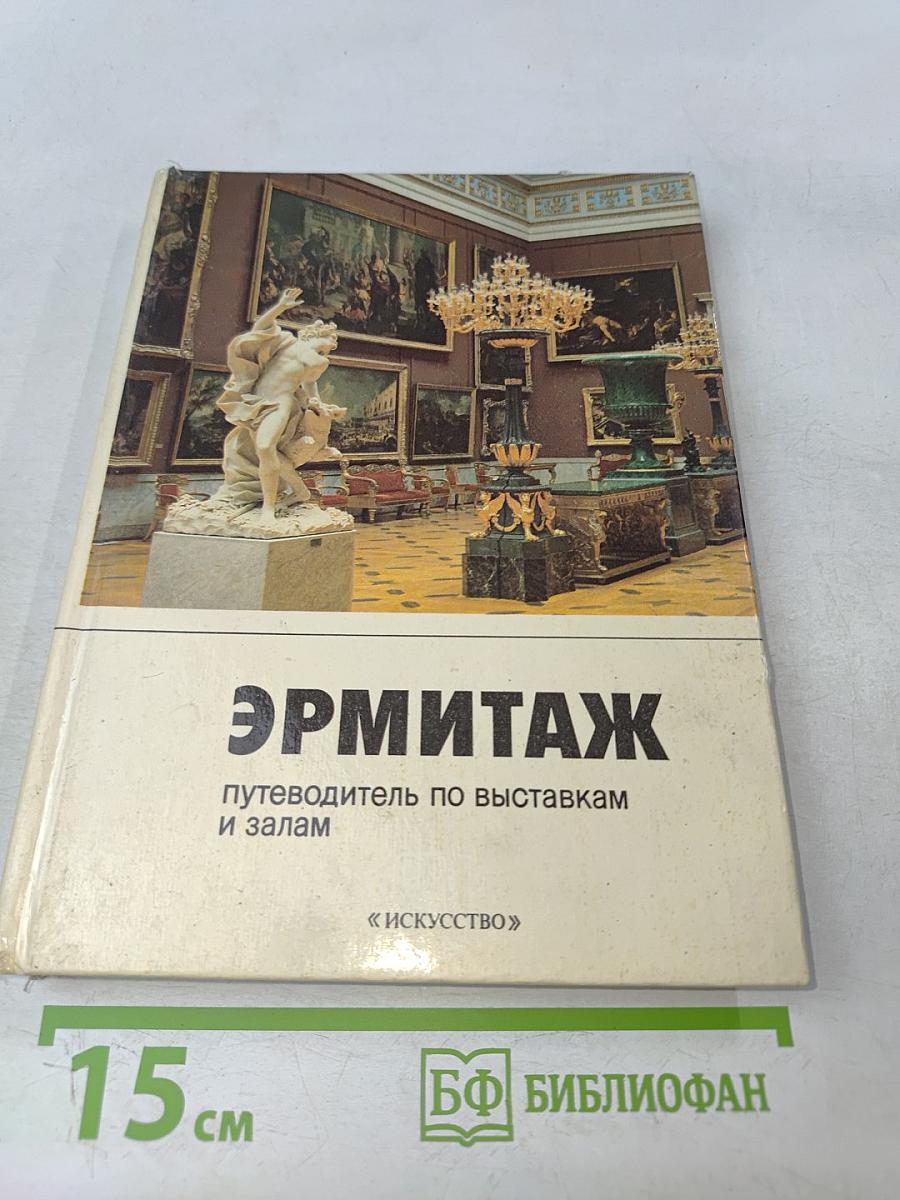 ЭРМИТАЖ
путеводитель по выставкам
и залам
«ИСКУССТВО»
15 см
БФ БИБЛИОФАН